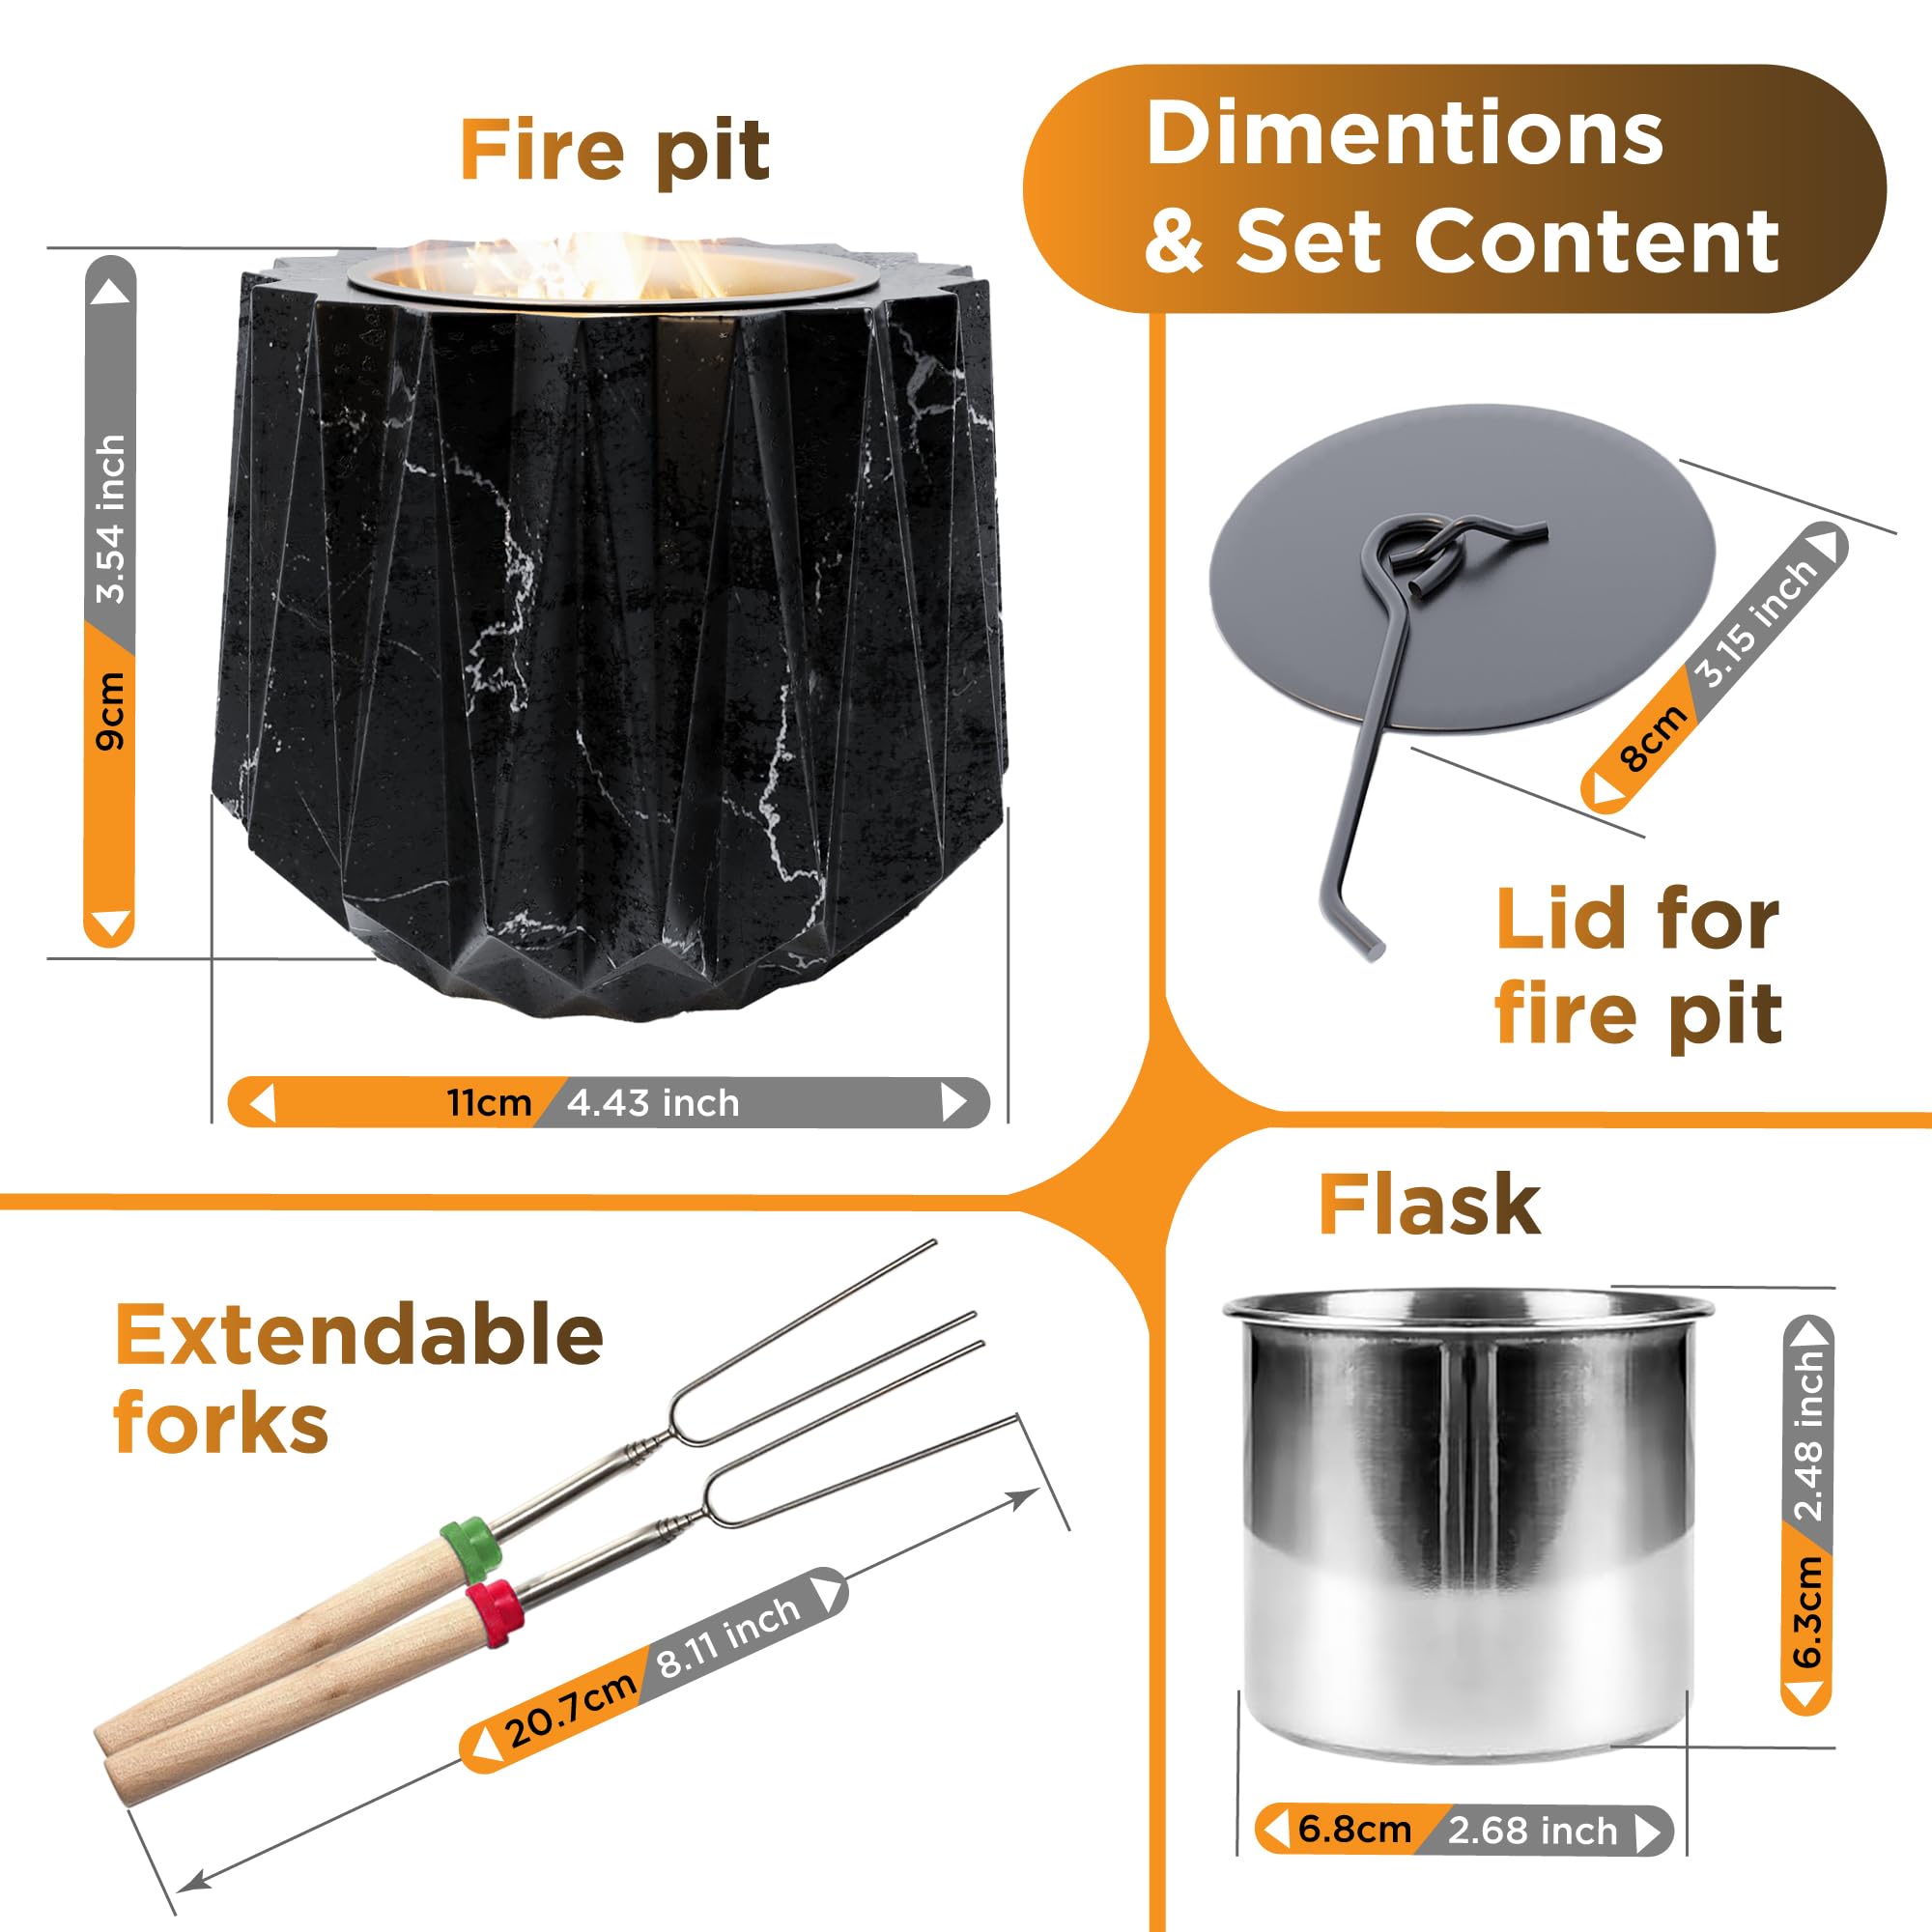 Fire pit
Dimentions
& Set Content
3.54 inch
9cm
11cm
4.43 inch
3.15 inch
8cm
Lid for
fire pit
Extendable
forks
20.7cm
8.11 inch
Flask
2.48 inch
6.3cm
6.8cm
2.68 inch